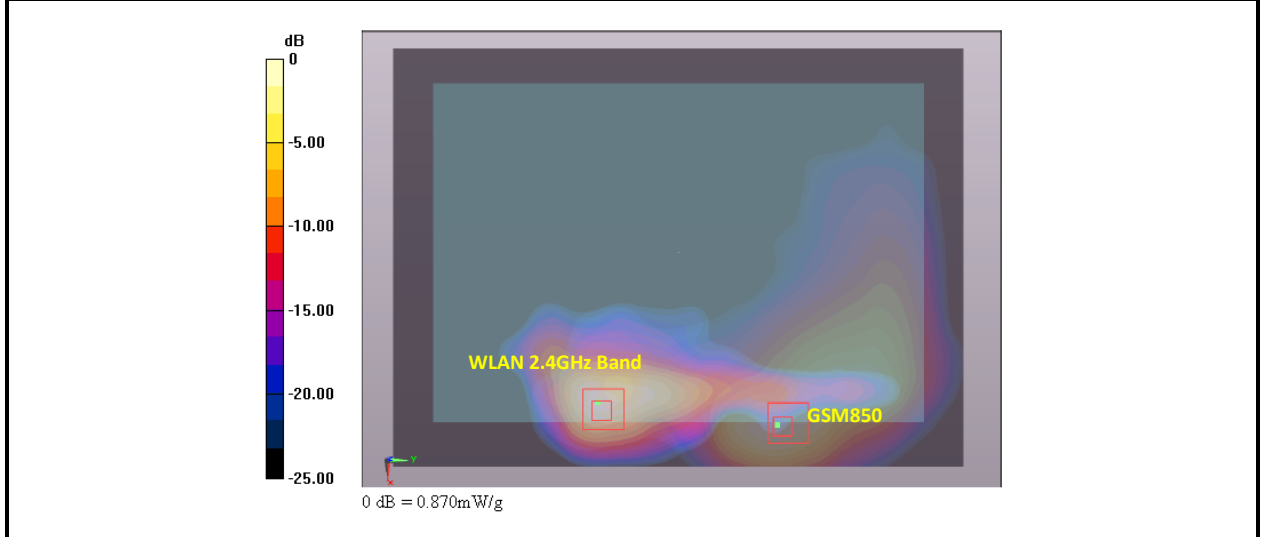 dB
0
-5.00
-10.00
-15.00
-20.00
-25.00
WLAN 2.4GHz Band
GSM850
Y
X
0 dB = 0.870mW/g